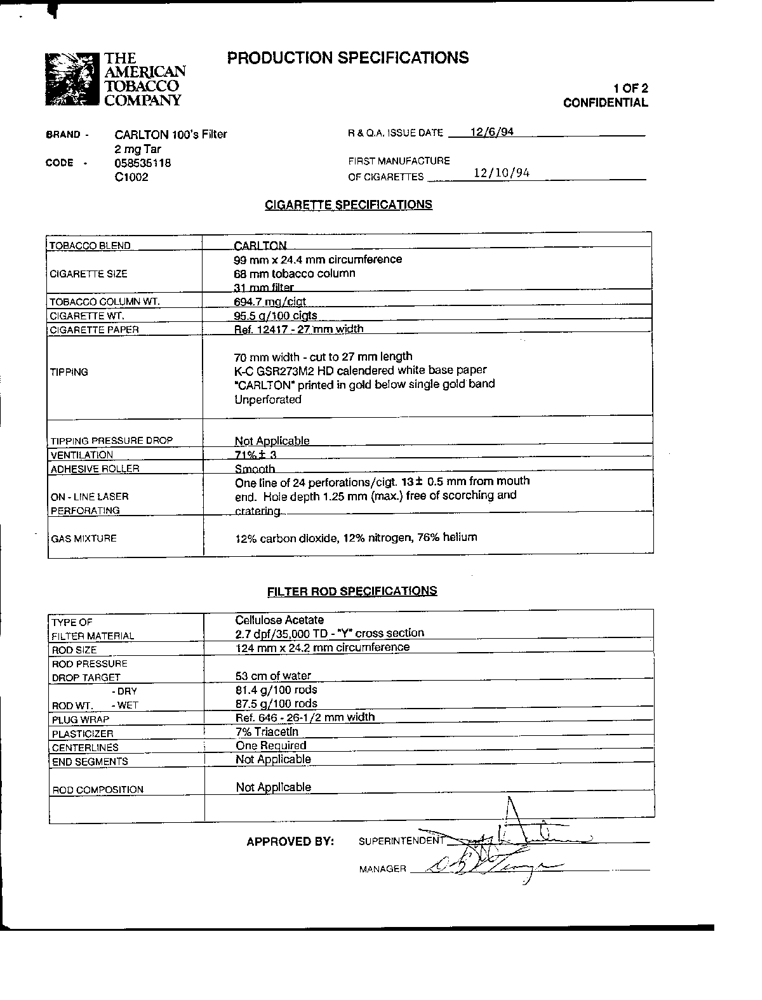 THE
AMERICAN
TOBACCO
COMPANY
PRODUCTION SPECIFICATIONS
1 OF 2
CONFIDENTIAL
BRAND - CARLTON 100's Filter
2 mg Tar
CODE - 058535118
C1002
R & Q.A. ISSUE DATE 12/6/94
FIRST MANUFACTURE
OF CIGARETTES 12/10/94
CIGARETTE SPECIFICATIONS
TOBACCO BLEND CARLTON
99 mm x 24.4 mm circumference
CIGARETTE SIZE 68 mm tobacco column
31 mm filter
TOBACCO COLUMN WT. 694.7 mg/cigt
CIGARETTE WT. 95.5 g/100 cigts
CIGARETTE PAPER Ref. 12417 - 27 mm width
70 mm width - cut to 27 mm length
TIPPING K-C GSR273M2 HD calendered white base paper
"CARLTON" printed in gold below single gold band
Unperforated
TIPPING PRESSURE DROP Not Applicable
VENTILATION 71% ± 3
ADHESIVE ROLLER Smooth
One line of 24 perforations/cigt. 13 ± 0.5 mm from mouth
ON - LINE LASER end. Hole depth 1.25 mm (max.) free of scorching and
PERFORATING cratering.
GAS MIXTURE 12% carbon dioxide, 12% nitrogen, 76% helium
FILTER ROD SPECIFICATIONS
TYPE OF Cellulose Acetate
FILTER MATERIAL 2.7 dpf/35,000 TD - "Y" cross section
ROD SIZE 124 mm x 24.2 mm circumference
ROD PRESSURE
DROP TARGET 53 cm of water
- DRY 81.4 g/100 rods
ROD WT. - WET 87.5 g/100 rods
PLUG WRAP Ref. 646 - 26-1/2 mm width
PLASTICIZER 7% Triacetin
CENTERLINES One Required
END SEGMENTS Not Applicable
ROD COMPOSITION Not Applicable
APPROVED BY: SUPERINTENDENT
MANAGER